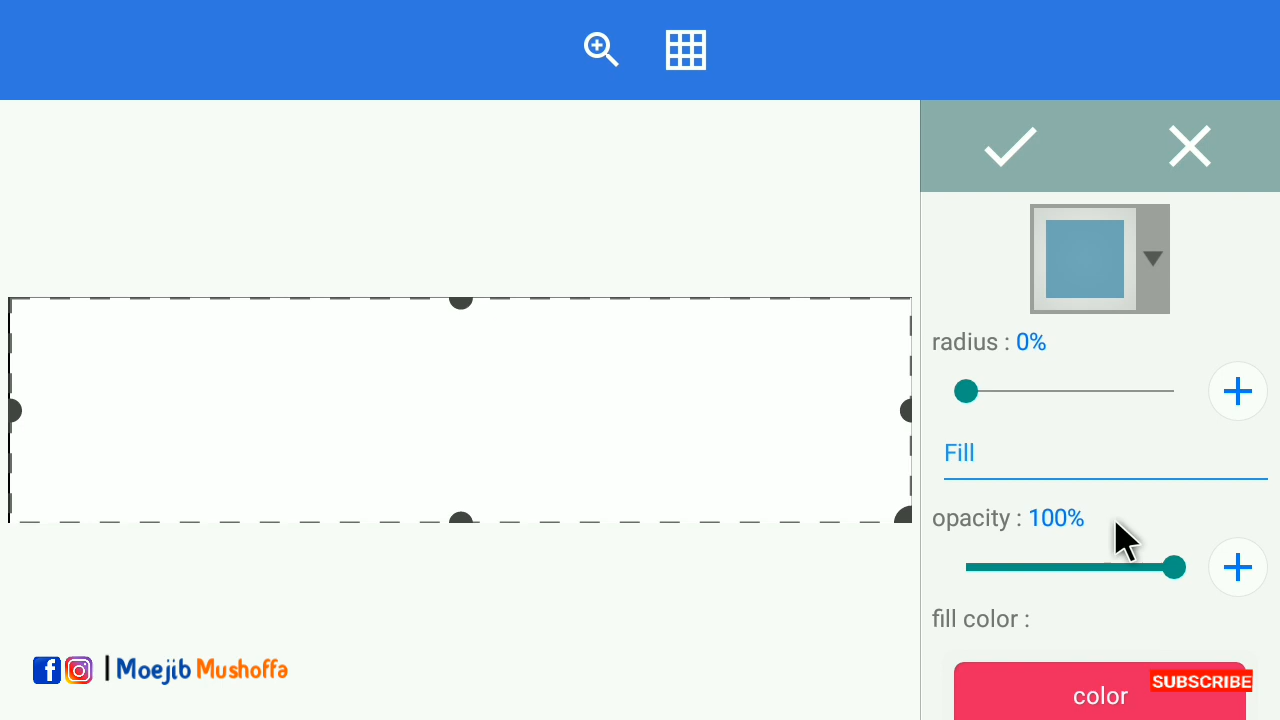 radius : 0%
Fill
opacity : 100%
fill color :
color
SUBSCRIBE
| Moejib Mushoffa